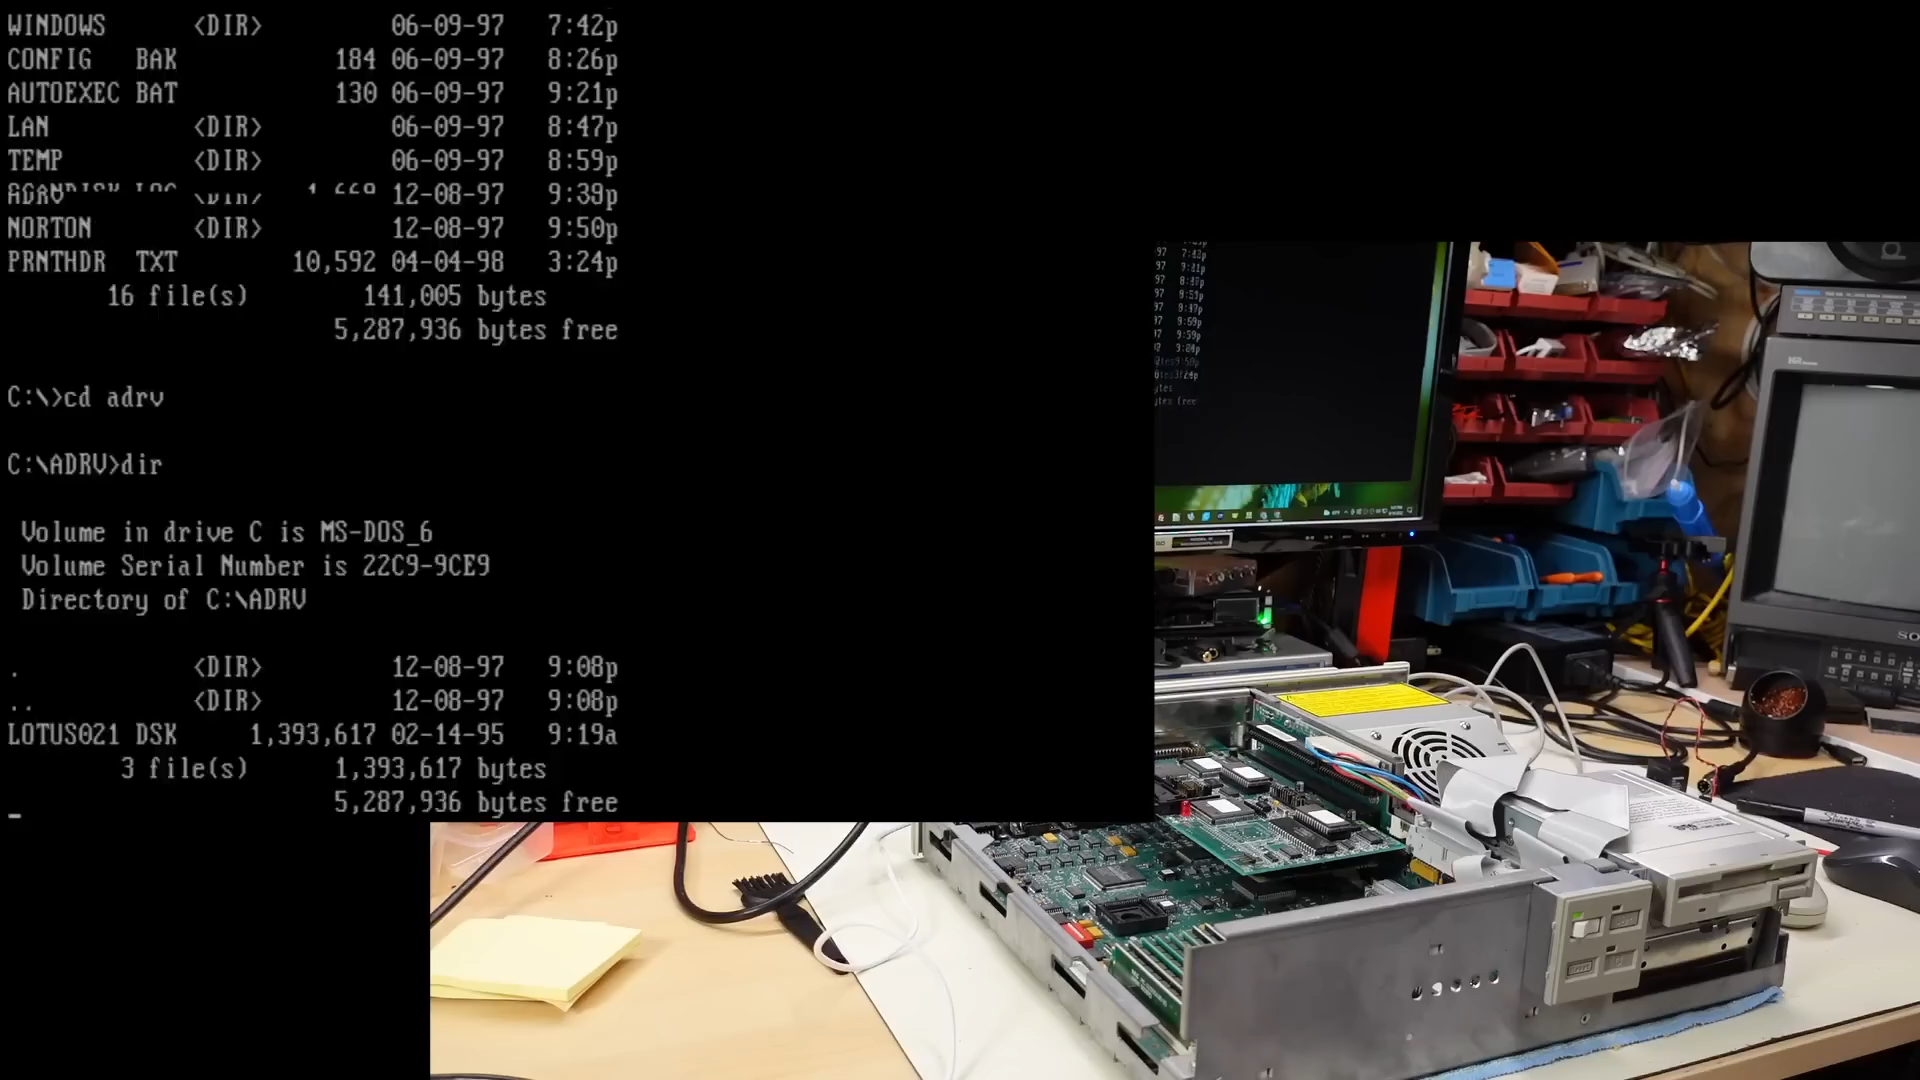 WINDOWS <DIR> 06-09-97 7:42p
CONFIG BAK 184 06-09-97 8:26p
AUTOEXEC BAT 130 06-09-97 9:21p
LAN <DIR> 06-09-97 8:47p
TEMP <DIR> 06-09-97 8:59p
12-08-97
NORTON <DIR> 12-08-97 9:50p
PRNTHDR TXT 10,592 04-04-98 3:24p
16 file(s) 141,005 bytes
5,287,936 bytes free
C:\>cd adrv
C:\ADRV>dir
Volume in drive C is MS-DOS_6
Volume Serial Number is 22C9-9CE9
Directory of C:\ADRV
. <DIR> 12-08-97 9:08p
.. <DIR> 12-08-97 9:08p
LOTUS021 DSK 1,393,617 02-14-95 9:19a
3 file(s) 1,393,617 bytes
5,287,936 bytes free